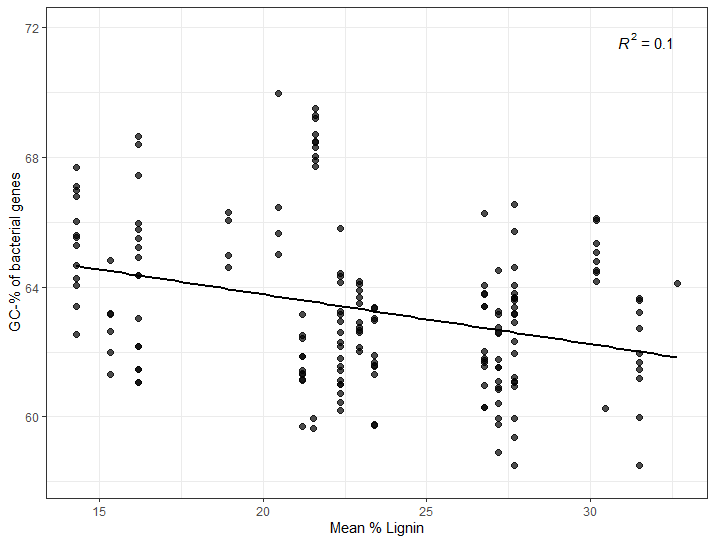 72
R² = 0.1
68
64
60
GC-% of bacterial genes
15 20 25 30
Mean % Lignin